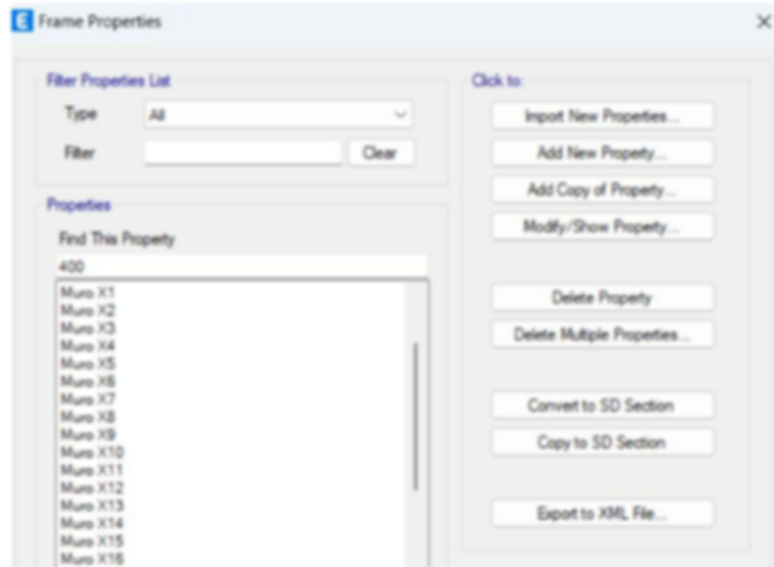 E Frame Properties
Filter Properties List
Type All
Filter Clear
Properties
Find This Property
400
Muro X1
Muro X2
Muro X3
Muro X4
Muro X5
Muro X6
Muro X7
Muro X8
Muro X9
Muro X10
Muro X11
Muro X12
Muro X13
Muro X14
Muro X15
Muro X16
Click to:
Import New Properties...
Add New Property...
Add Copy of Property...
Modify/Show Property...
Delete Property
Delete Multiple Properties...
Convert to SD Section
Copy to SD Section
Export to XML File...